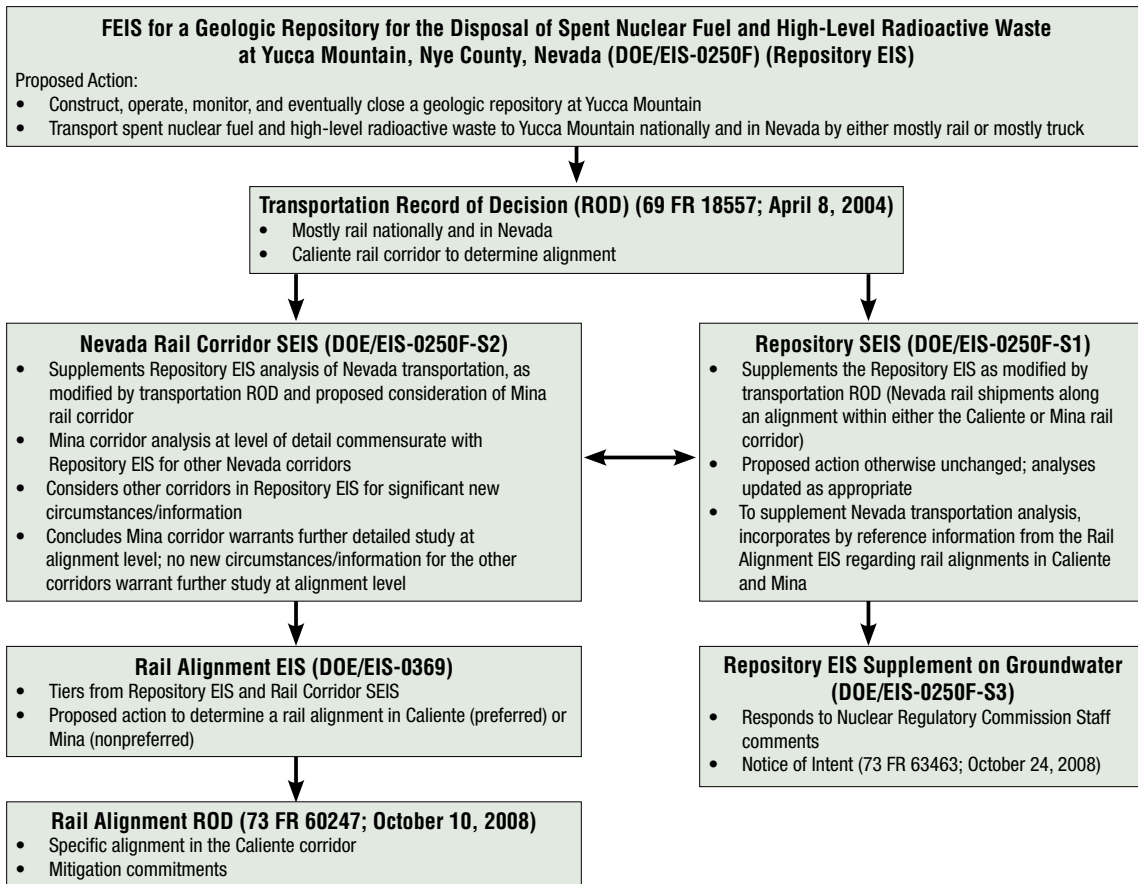 FEIS for a Geologic Repository for the Disposal of Spent Nuclear Fuel and High-Level Radioactive Waste
at Yucca Mountain, Nye County, Nevada (DOE/EIS-0250F) (Repository EIS)
Proposed Action:
• Construct, operate, monitor, and eventually close a geologic repository at Yucca Mountain
• Transport spent nuclear fuel and high-level radioactive waste to Yucca Mountain nationally and in Nevada by either mostly rail or mostly truck
Transportation Record of Decision (ROD) (69 FR 18557; April 8, 2004)
• Mostly rail nationally and in Nevada
• Caliente rail corridor to determine alignment
Nevada Rail Corridor SEIS (DOE/EIS-0250F-S2)
• Supplements Repository EIS analysis of Nevada transportation, as
modified by transportation ROD and proposed consideration of Mina
rail corridor
• Mina corridor analysis at level of detail commensurate with
Repository EIS for other Nevada corridors
• Considers other corridors in Repository EIS for significant new
circumstances/information
• Concludes Mina corridor warrants further detailed study at
alignment level; no new circumstances/information for the other
corridors warrant further study at alignment level
Repository SEIS (DOE/EIS-0250F-S1)
• Supplements the Repository EIS as modified by
transportation ROD (Nevada rail shipments along
an alignment within either the Caliente or Mina rail
corridor)
• Proposed action otherwise unchanged; analyses
updated as appropriate
• To supplement Nevada transportation analysis,
incorporates by reference information from the Rail
Alignment EIS regarding rail alignments in Caliente
and Mina
Rail Alignment EIS (DOE/EIS-0369)
• Tiers from Repository EIS and Rail Corridor SEIS
• Proposed action to determine a rail alignment in Caliente (preferred) or
Mina (nonpreferred)
Repository EIS Supplement on Groundwater
(DOE/EIS-0250F-S3)
• Responds to Nuclear Regulatory Commission Staff
comments
• Notice of Intent (73 FR 63463; October 24, 2008)
Rail Alignment ROD (73 FR 60247; October 10, 2008)
• Specific alignment in the Caliente corridor
• Mitigation commitments